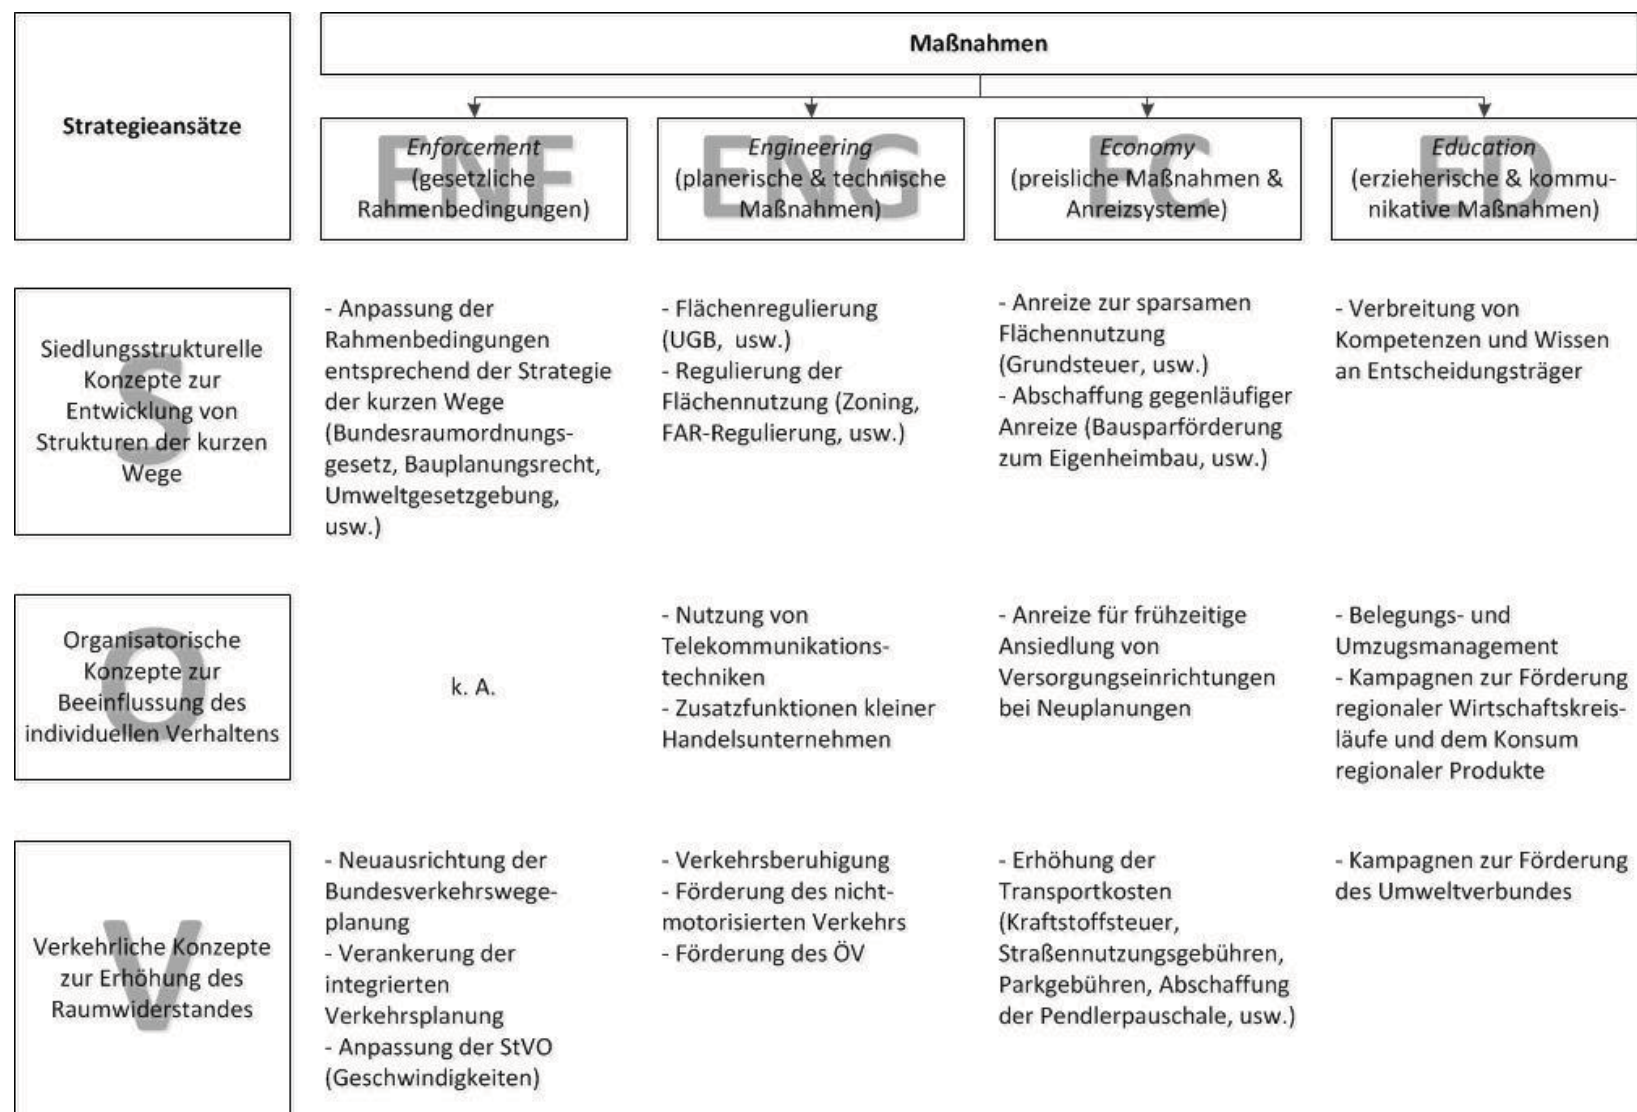 Maßnahmen
Strategieansätze
ENF
Enforcement
(gesetzliche
Rahmenbedingungen)
ENG
Engineering
(planerische & technische
Maßnahmen)
EC
Economy
(preisliche Maßnahmen &
Anreizsysteme)
ED
Education
(erzieherische & kommu-
nikative Maßnahmen)
S
Siedlungsstrukturelle
Konzepte zur
Entwicklung von
Strukturen der kurzen
Wege
- Anpassung der
Rahmenbedingungen
entsprechend der Strategie
der kurzen Wege
(Bundesraumordnungs-
gesetz, Bauplanungsrecht,
Umweltgesetzgebung,
usw.)
- Flächenregulierung
(UGB, usw.)
- Regulierung der
Flächennutzung (Zoning,
FAR-Regulierung, usw.)
- Anreize zur sparsamen
Flächennutzung
(Grundsteuer, usw.)
- Abschaffung gegenläufiger
Anreize (Bausparförderung
zum Eigenheimbau, usw.)
- Verbreitung von
Kompetenzen und Wissen
an Entscheidungsträger
O
Organisatorische
Konzepte zur
Beeinflussung des
individuellen Verhaltens
k. A.
- Nutzung von
Telekommunikations-
techniken
- Zusatzfunktionen kleiner
Handelsunternehmen
- Anreize für frühzeitige
Ansiedlung von
Versorgungseinrichtungen
bei Neuplanungen
- Belegungs- und
Umzugsmanagement
- Kampagnen zur Förderung
regionaler Wirtschaftskreis-
läufe und dem Konsum
regionaler Produkte
V
Verkehrliche Konzepte
zur Erhöhung des
Raumwiderstandes
- Neuausrichtung der
Bundesverkehrswege-
planung
- Verankerung der
integrierten
Verkehrsplanung
- Anpassung der StVO
(Geschwindigkeiten)
- Verkehrsberuhigung
- Förderung des nicht-
motorisierten Verkehrs
- Förderung des ÖV
- Erhöhung der
Transportkosten
(Kraftstoffsteuer,
Straßennutzungsgebühren,
Parkgebühren, Abschaffung
der Pendlerpauschale, usw.)
- Kampagnen zur Förderung
des Umweltverbundes